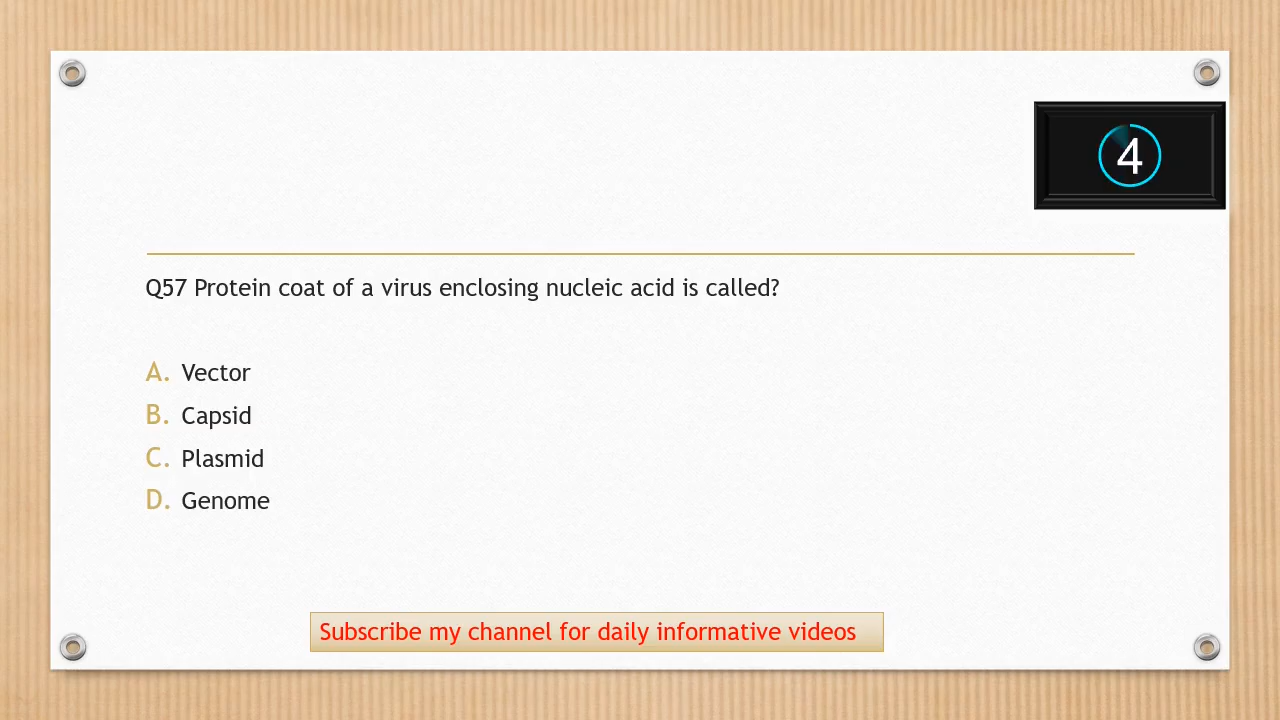 4
Q57 Protein coat of a virus enclosing nucleic acid is called?
A. Vector
B. Capsid
C. Plasmid
D. Genome
Subscribe my channel for daily informative videos